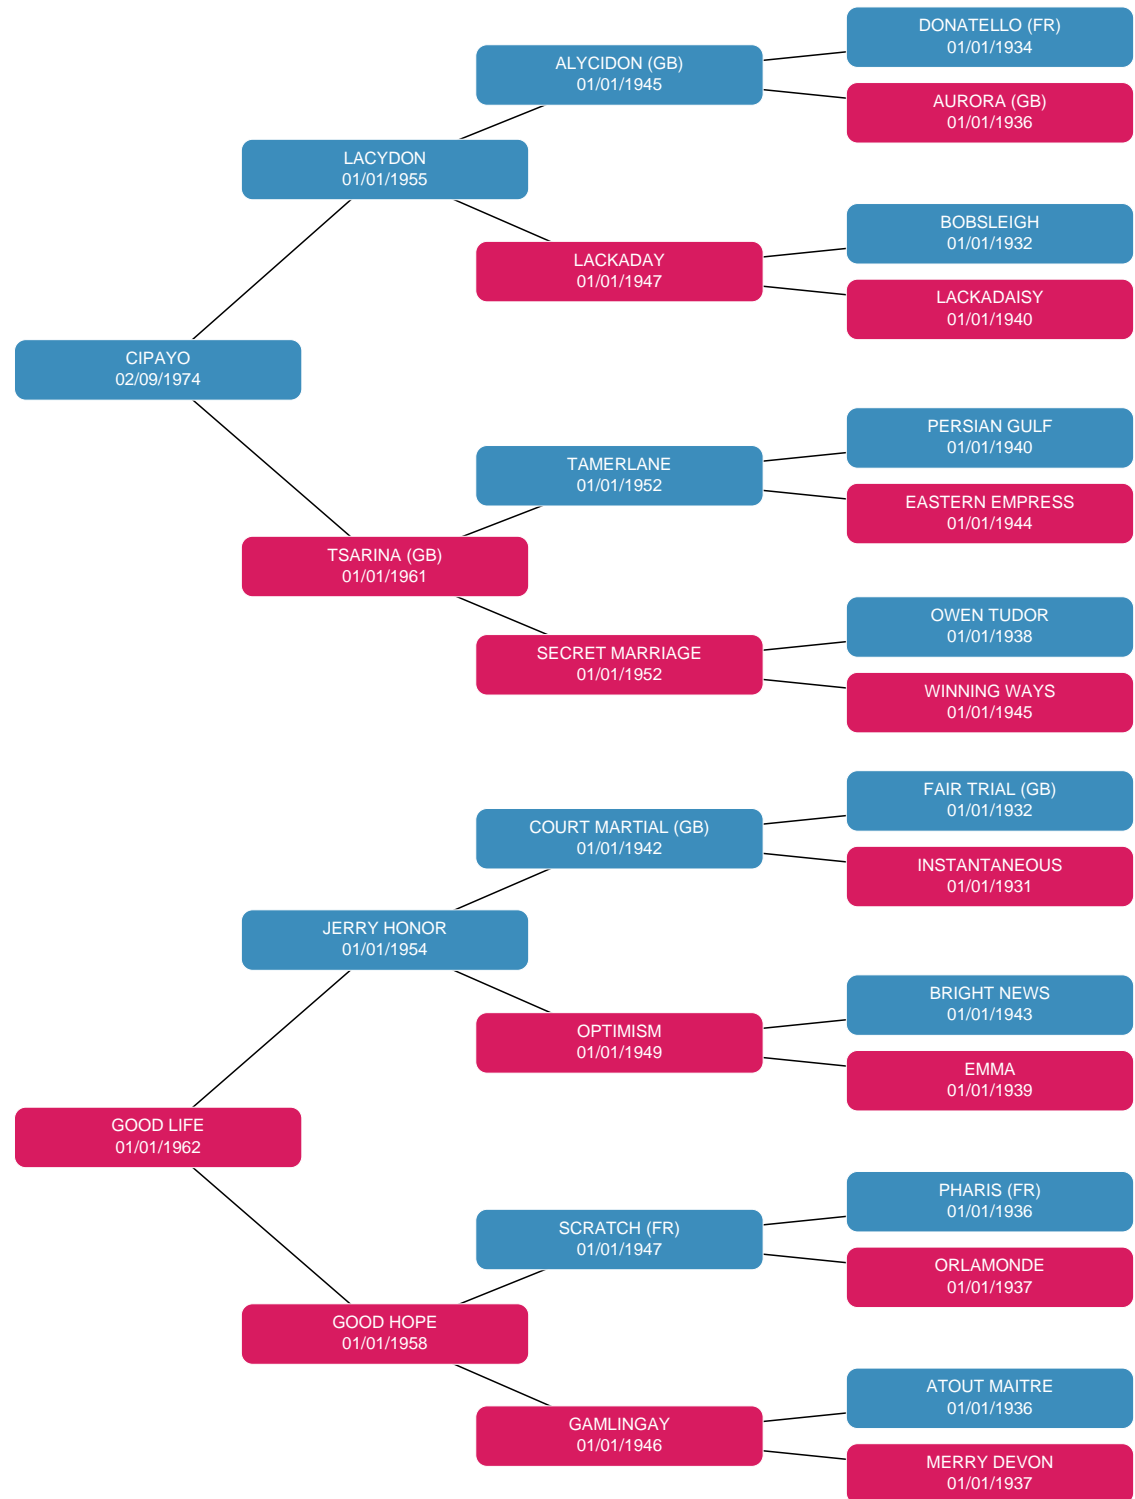 DONATELLO (FR)
01/01/1934
ALYCIDON (GB)
01/01/1945
AURORA (GB)
01/01/1936
LACYDON
01/01/1955
BOBSLEIGH
01/01/1932
LACKADAY
01/01/1947
LACKADAISY
01/01/1940
CIPAYO
02/09/1974
PERSIAN GULF
01/01/1940
TAMERLANE
01/01/1952
EASTERN EMPRESS
01/01/1944
TSARINA (GB)
01/01/1961
OWEN TUDOR
01/01/1938
SECRET MARRIAGE
01/01/1952
WINNING WAYS
01/01/1945
FAIR TRIAL (GB)
01/01/1932
COURT MARTIAL (GB)
01/01/1942
INSTANTANEOUS
01/01/1931
JERRY HONOR
01/01/1954
BRIGHT NEWS
01/01/1943
OPTIMISM
01/01/1949
EMMA
01/01/1939
GOOD LIFE
01/01/1962
PHARIS (FR)
01/01/1936
SCRATCH (FR)
01/01/1947
ORLAMONDE
01/01/1937
GOOD HOPE
01/01/1958
ATOUT MAITRE
01/01/1936
GAMLINGAY
01/01/1946
MERRY DEVON
01/01/1937